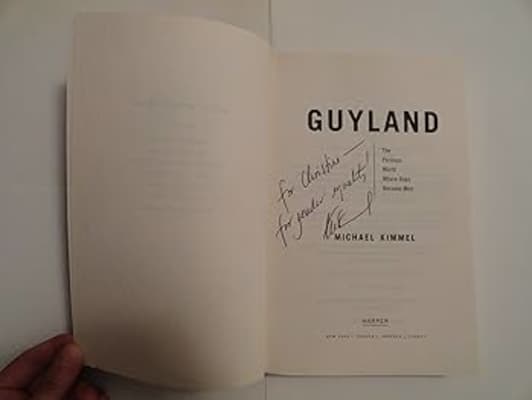 GUYLAND
The
Perilous
World
Where Boys
Become Men
for Christine —
for gender equality!
MICHAEL KIMMEL
HARPER